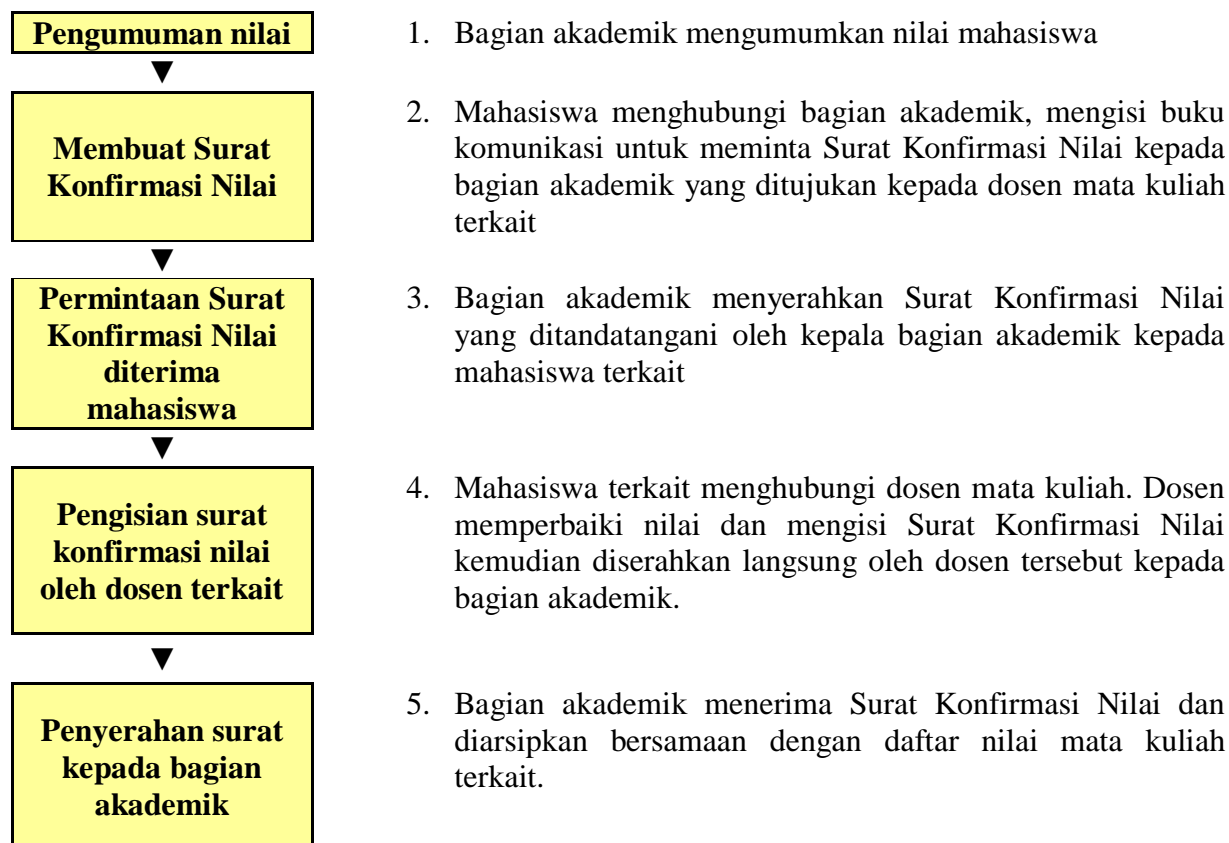 Pengumuman nilai
1. Bagian akademik mengumumkan nilai mahasiswa
▼
Membuat Surat
Konfirmasi Nilai
2. Mahasiswa menghubungi bagian akademik, mengisi buku
komunikasi untuk meminta Surat Konfirmasi Nilai kepada
bagian akademik yang ditujukan kepada dosen mata kuliah
terkait
▼
Permintaan Surat
Konfirmasi Nilai
diterima
mahasiswa
3. Bagian akademik menyerahkan Surat Konfirmasi Nilai
yang ditandatangani oleh kepala bagian akademik kepada
mahasiswa terkait
▼
Pengisian surat
konfirmasi nilai
oleh dosen terkait
4. Mahasiswa terkait menghubungi dosen mata kuliah. Dosen
memperbaiki nilai dan mengisi Surat Konfirmasi Nilai
kemudian diserahkan langsung oleh dosen tersebut kepada
bagian akademik.
▼
Penyerahan surat
kepada bagian
akademik
5. Bagian akademik menerima Surat Konfirmasi Nilai dan
diarsipkan bersamaan dengan daftar nilai mata kuliah
terkait.